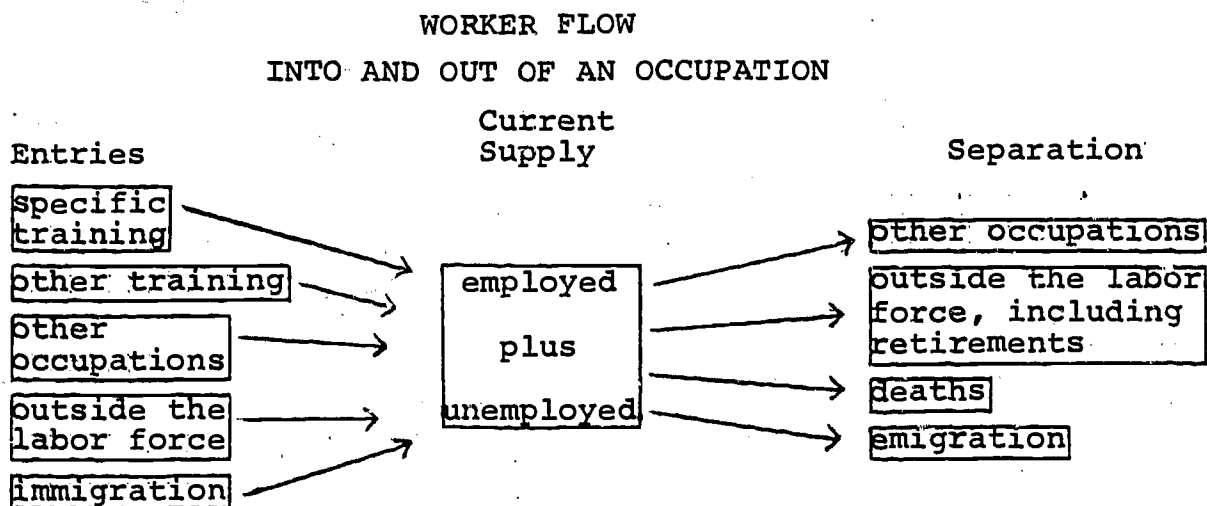 WORKER FLOW
INTO AND OUT OF AN OCCUPATION
Entries
Current
Supply
Separation
specific
training
other training
other
occupations
outside the
labor force
immigration
employed
plus
unemployed
other occupations
outside the labor
force, including
retirements
deaths
emigration